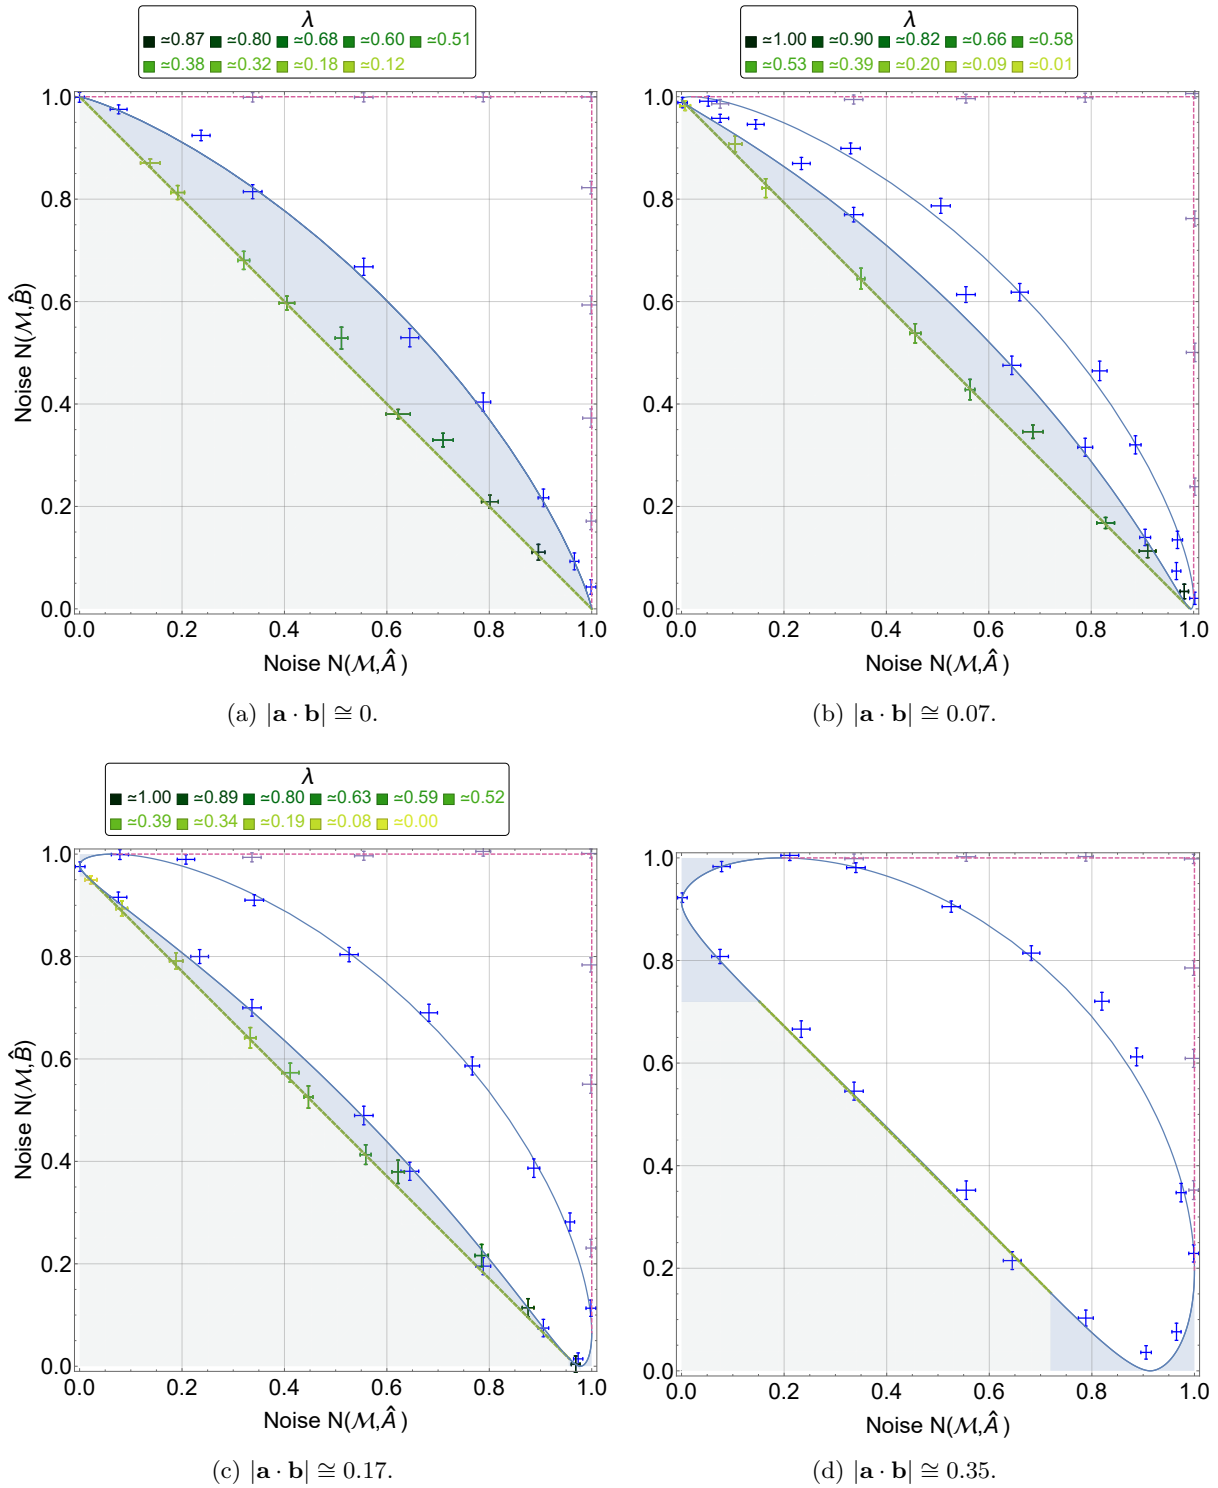 λ
≃0.87 ≃0.80 ≃0.68 ≃0.60 ≃0.51
≃0.38 ≃0.32 ≃0.18 ≃0.12
1.0
0.8
0.6
0.4
0.2
0.0
Noise N(ℳ,B̂)
0.0 0.2 0.4 0.6 0.8 1.0
Noise N(ℳ,Â)
(a) |a · b| ≅ 0.
λ
≃1.00 ≃0.90 ≃0.82 ≃0.66 ≃0.58
≃0.53 ≃0.39 ≃0.20 ≃0.09 ≃0.01
1.0
0.8
0.6
0.4
0.2
0.0
0.0 0.2 0.4 0.6 0.8 1.0
Noise N(ℳ,Â)
(b) |a · b| ≅ 0.07.
λ
≃1.00 ≃0.89 ≃0.80 ≃0.63 ≃0.59 ≃0.52
≃0.39 ≃0.34 ≃0.19 ≃0.08 ≃0.00
1.0
0.8
0.6
0.4
0.2
0.0
Noise N(ℳ,B̂)
0.0 0.2 0.4 0.6 0.8 1.0
Noise N(ℳ,Â)
(c) |a · b| ≅ 0.17.
1.0
0.8
0.6
0.4
0.2
0.0
0.0 0.2 0.4 0.6 0.8 1.0
Noise N(ℳ,Â)
(d) |a · b| ≅ 0.35.